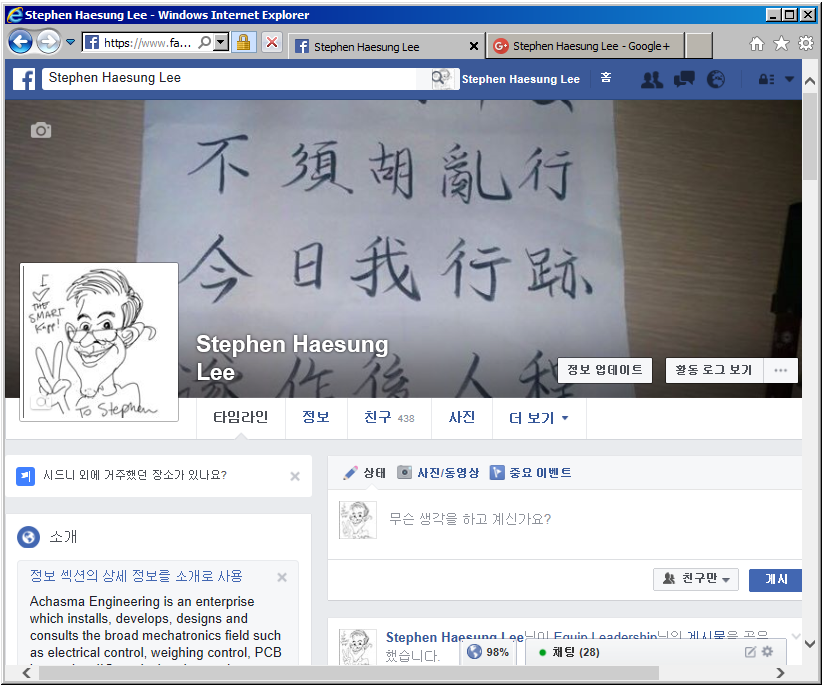 Stephen Haesung Lee - Windows Internet Explorer
https://www.fa...
Stephen Haesung Lee
Stephen Haesung Lee - Google+
Stephen Haesung Lee
Stephen Haesung Lee
홈
不須胡亂行
今日我行跡
遂作後人程
I
THE
SMART
Kapp!
To Stephen
Stephen Haesung
Lee
정보 업데이트
활동 로그 보기
타임라인
정보
친구 438
사진
더 보기
시드니 외에 거주했던 장소가 있나요?
상태
사진/동영상
중요 이벤트
무슨 생각을 하고 계신가요?
친구만
게시
소개
정보 섹션의 상세 정보를 소개로 사용
Achasma Engineering is an enterprise
which installs, develops, designs and
consults the broad mechatronics field such
as electrical control, weighing control, PCB
Stephen Haesung Lee님이 Equip Leadership님의 게시물을 공유
했습니다.
98%
채팅 (28)